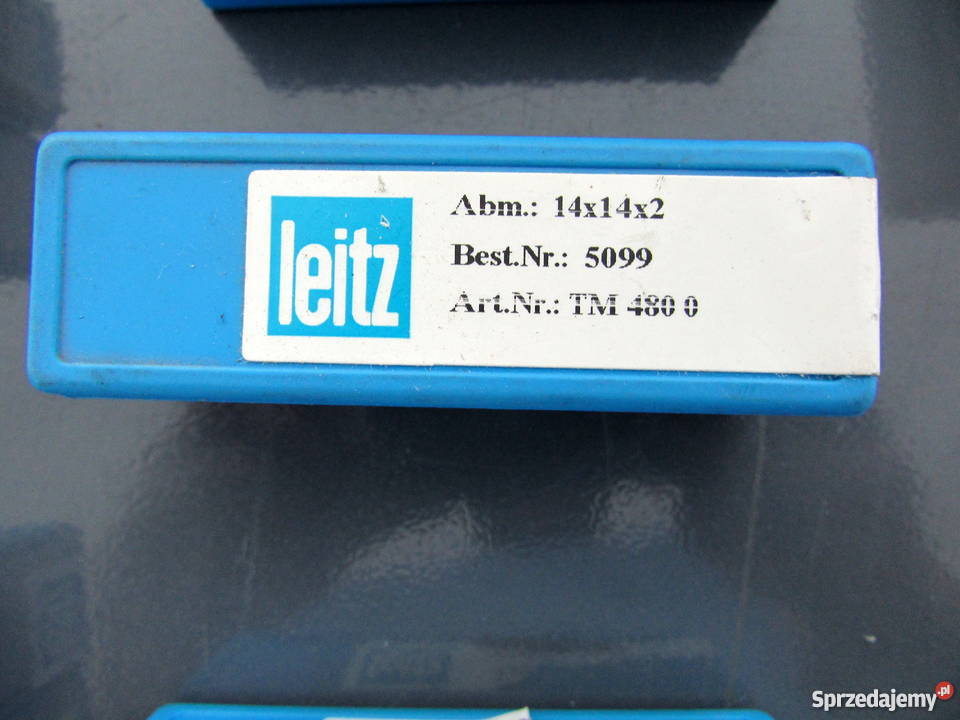 leitz
Abm.: 14x14x2
Best.Nr.: 5099
Art.Nr.: TM 480 0
Sprzedajemy.pl